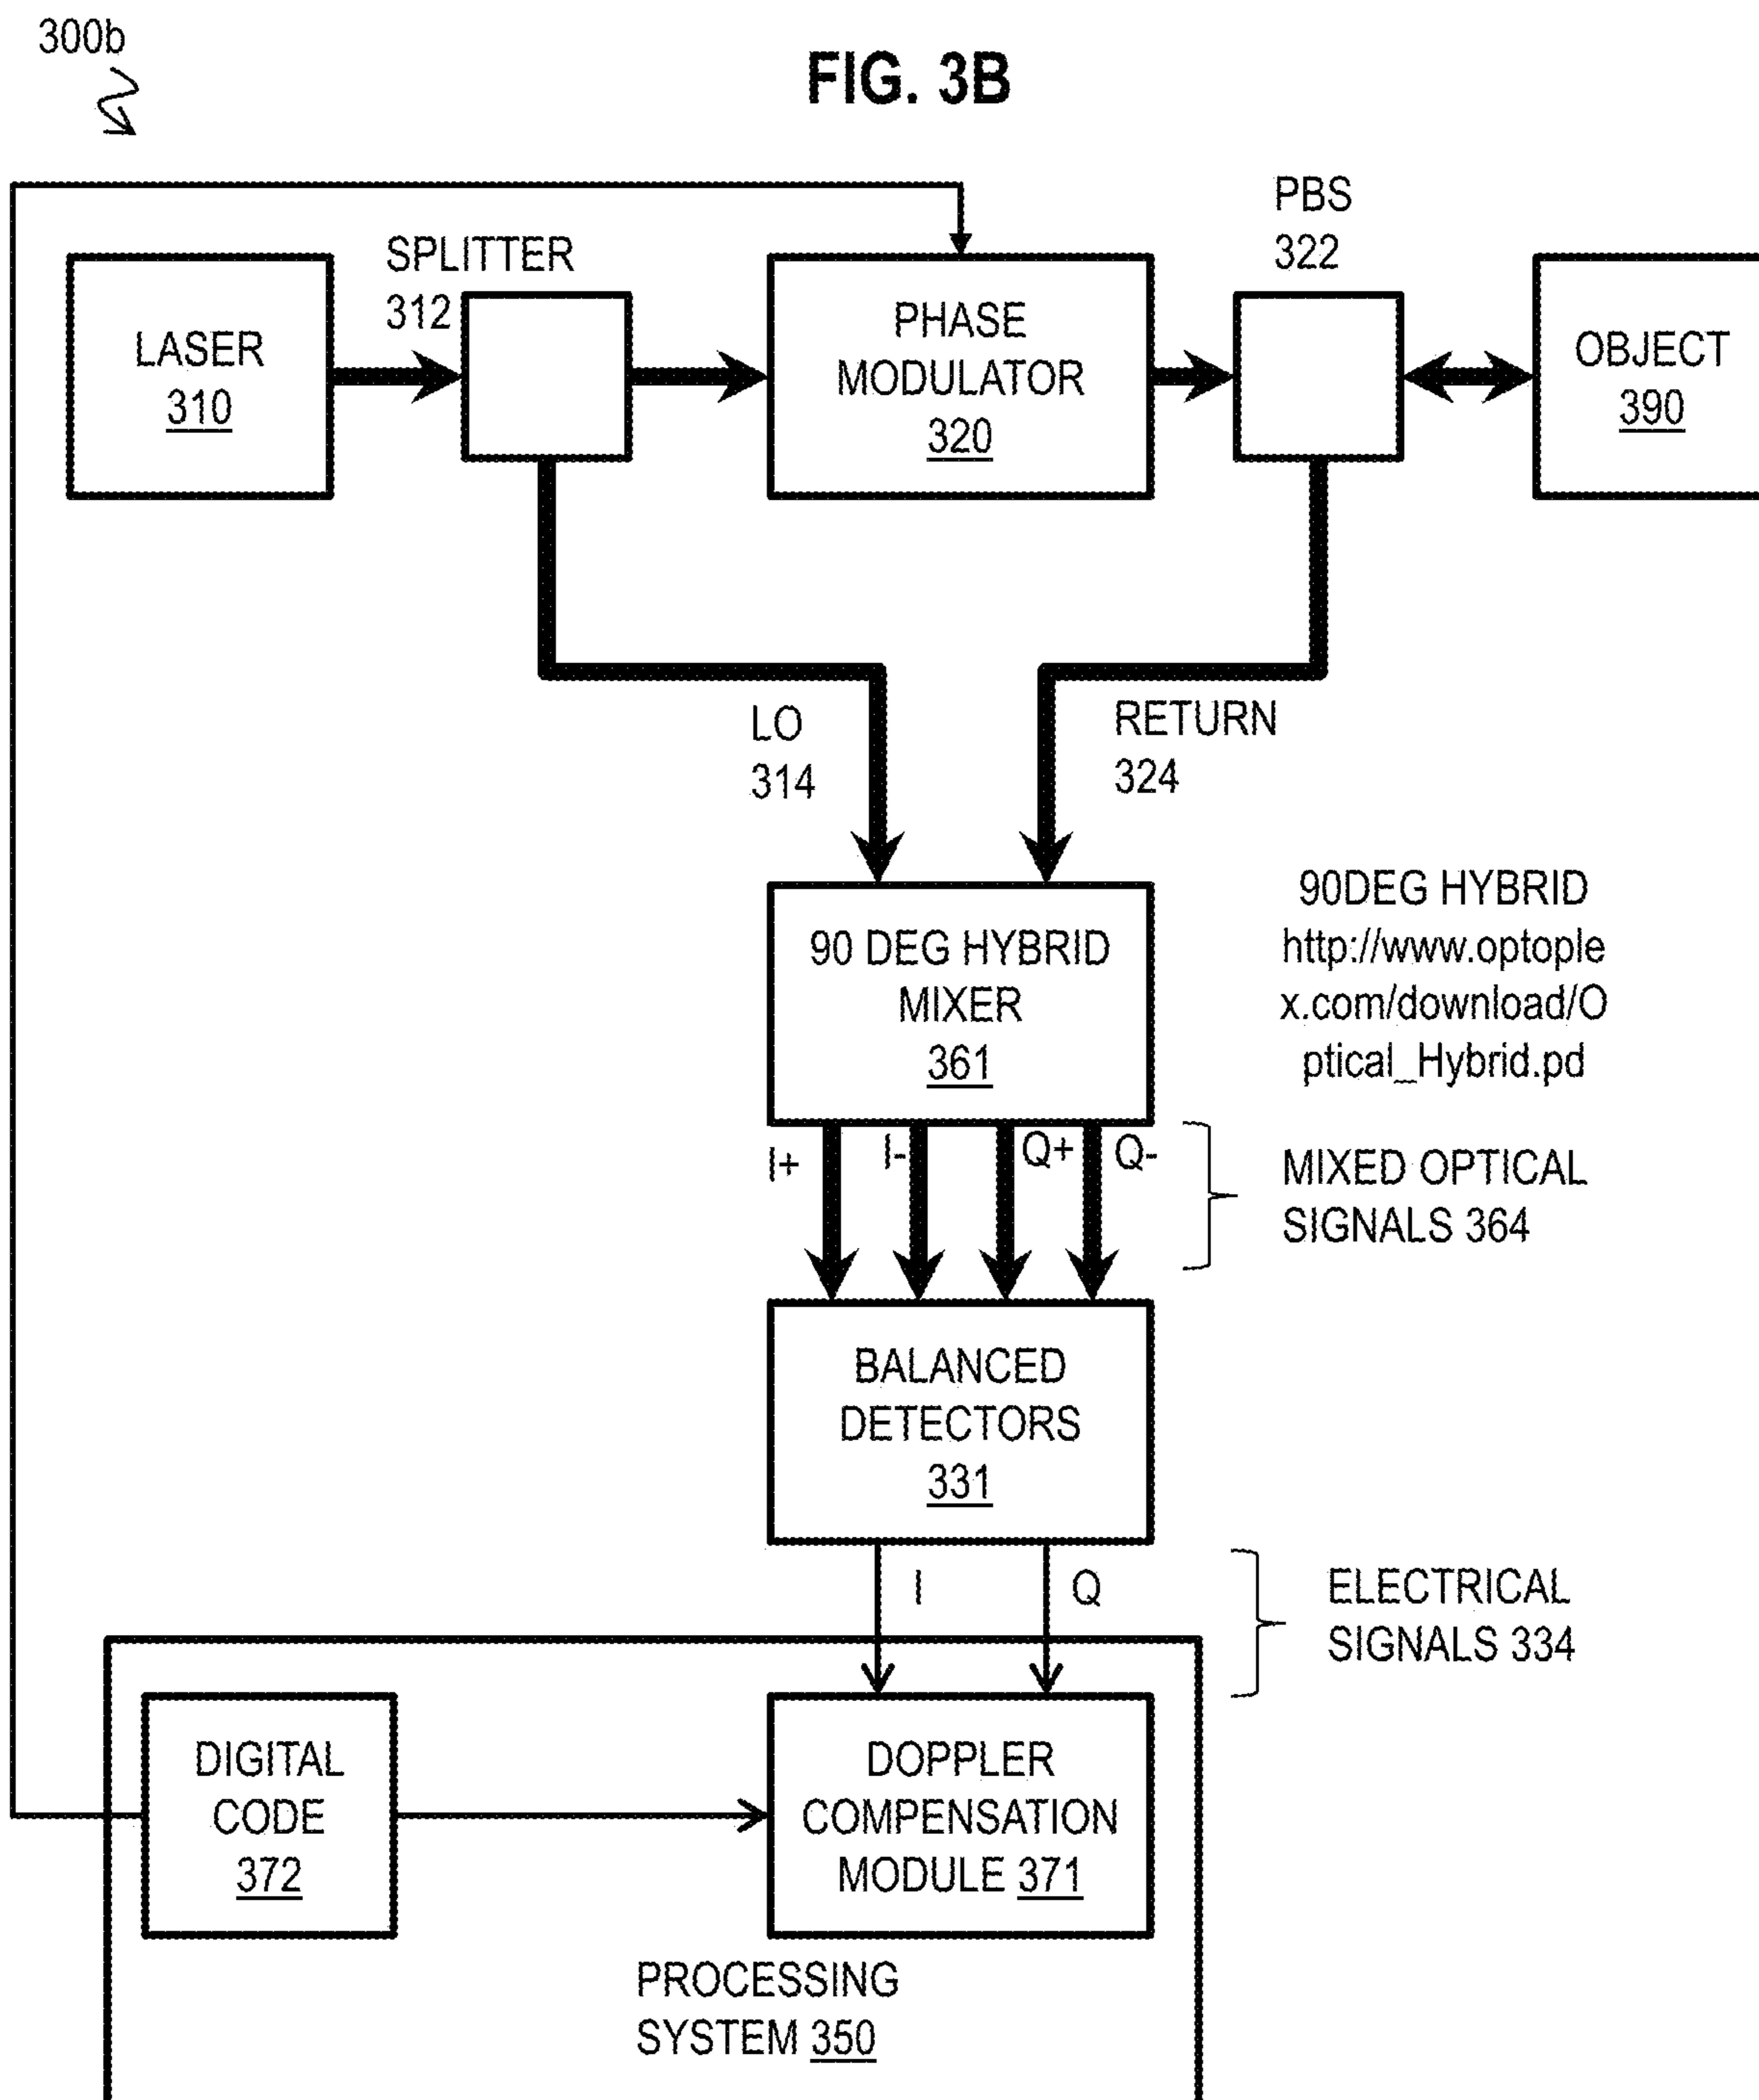 300b
FIG. 3B
LASER
310
SPLITTER
312
PHASE
MODULATOR
320
PBS
322
OBJECT
390
LO
314
RETURN
324
90 DEG HYBRID
MIXER
361
90DEG HYBRID
http://www.optople
x.com/download/O
ptical_Hybrid.pd
I+
I-
Q+
Q-
MIXED OPTICAL
SIGNALS 364
BALANCED
DETECTORS
331
I
Q
ELECTRICAL
SIGNALS 334
DIGITAL
CODE
372
DOPPLER
COMPENSATION
MODULE 371
PROCESSING
SYSTEM 350